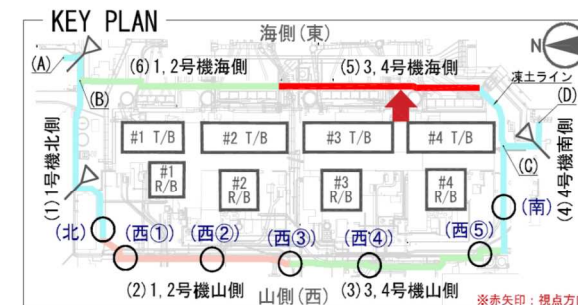 KEY PLAN
海側(東)
N
(A)
(6)1,2号機海側
(5)3,4号機海側
凍土ライン
(B)
(D)
#1 T/B
#2 T/B
#3 T/B
#4 T/B
(C)
(1)1号機北側
#1
R/B
#2
R/B
#3
R/B
#4
R/B
(4)4号機南側
(北)
(西①)
(西②)
(西③)
(西④)
(西⑤)
(南)
(2)1,2号機山側
(3)3,4号機山側
山側(西)
※赤矢印:視点方向